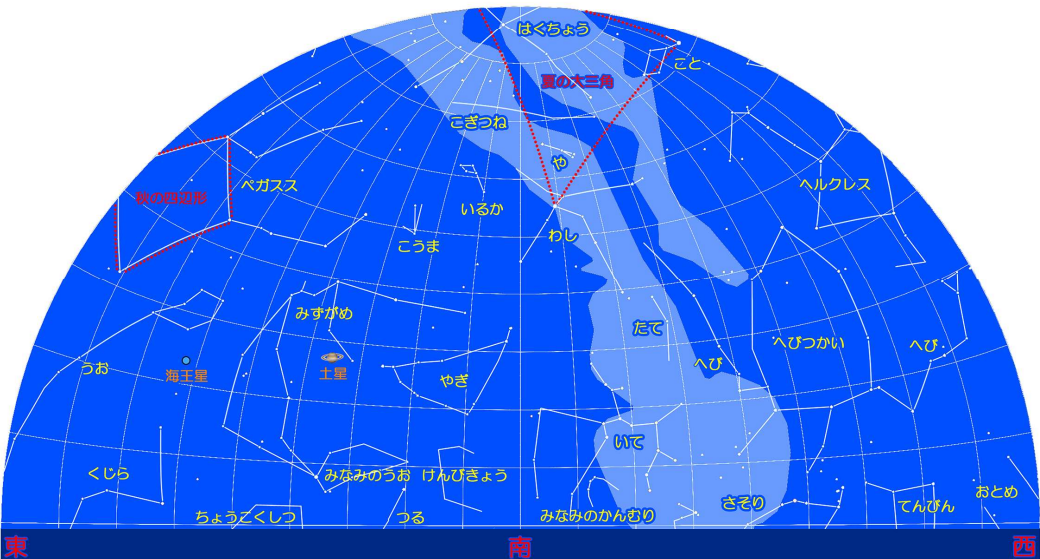 はくちょう
こと
夏の大三角
こぎつね
や
ペガスス
ヘルクレス
秋の四辺形
いるか
こうま
わし
みずがめ
たて
へびつかい
へび
へび
うお
海王星
土星
やぎ
いて
くじら
みなみのうお
けんびきょう
おとめ
さそり
てんびん
ちょうこくしつ
つる
みなみのかんむり
東
南
西